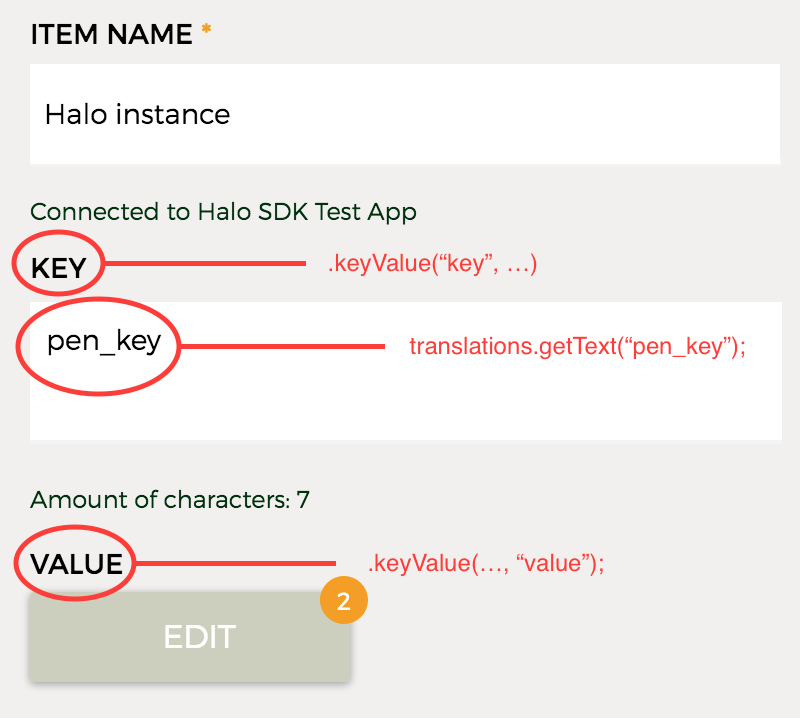 ITEM NAME *
Halo instance
Connected to Halo SDK Test App
KEY .keyValue(“key”, …)
pen_key translations.getText(“pen_key”);
Amount of characters: 7
VALUE .keyValue(…, “value”);
2
EDIT